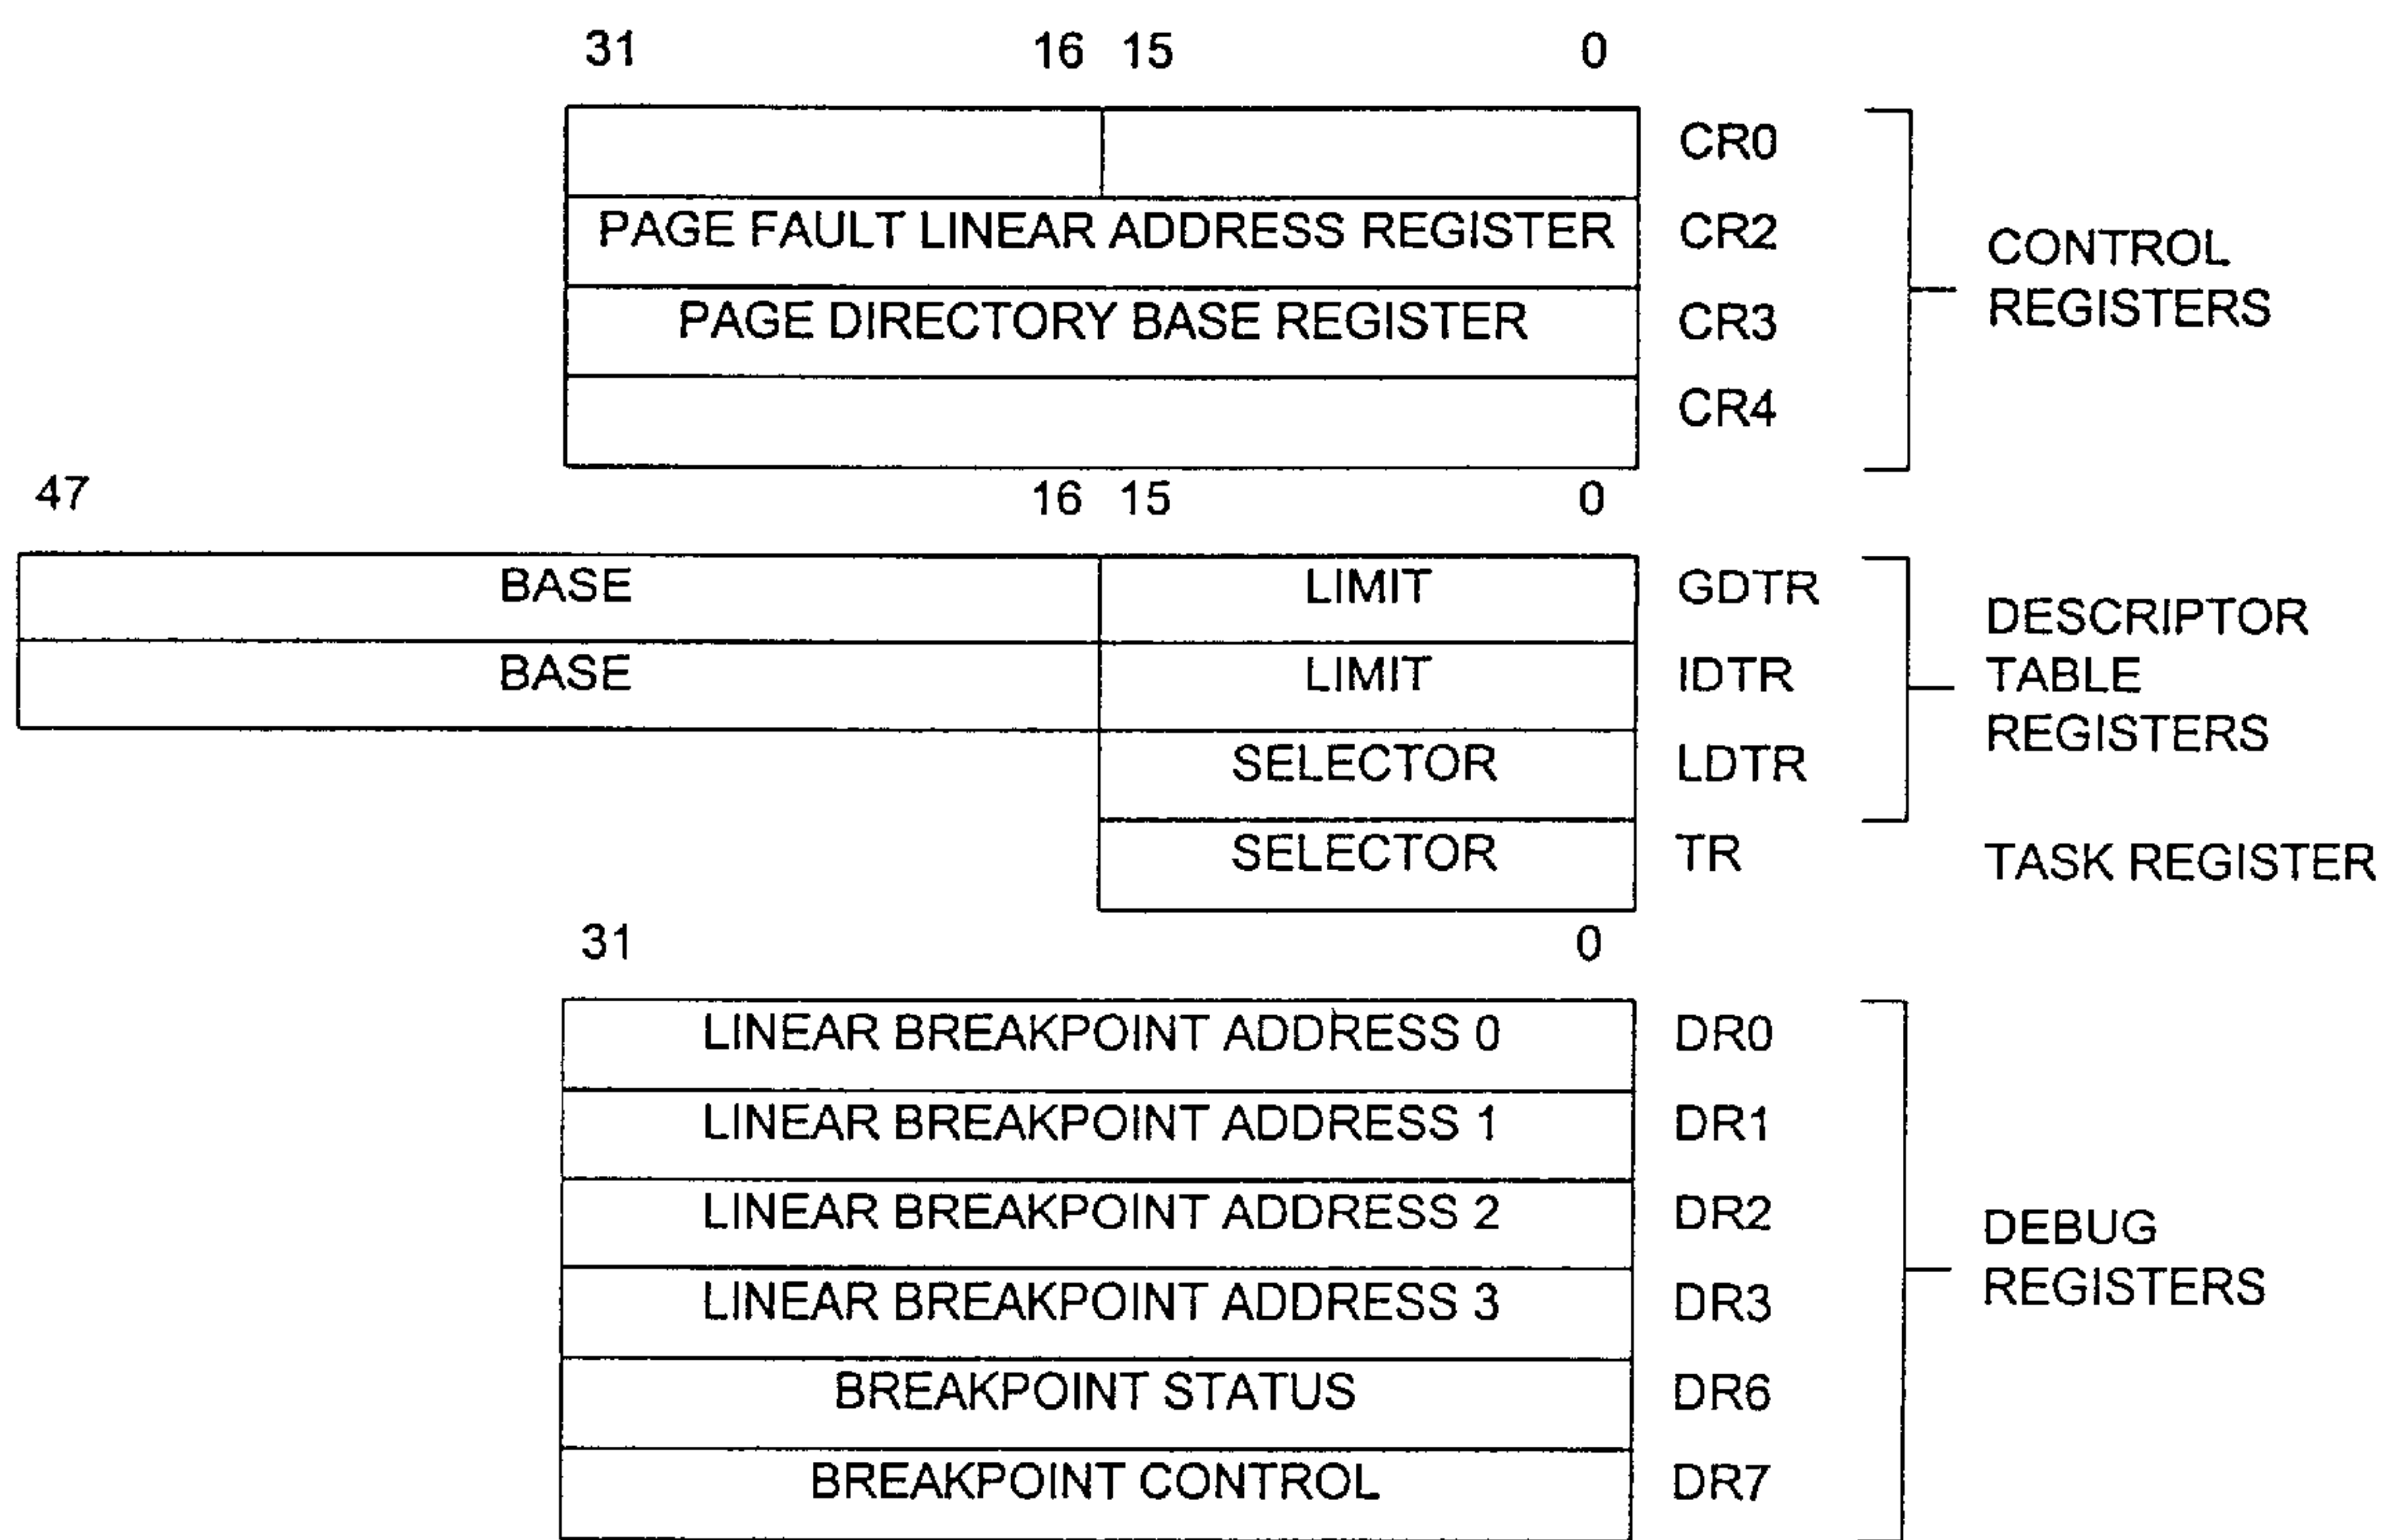 31 16 15 0
CR0
PAGE FAULT LINEAR ADDRESS REGISTER CR2
CONTROL
REGISTERS
PAGE DIRECTORY BASE REGISTER CR3
CR4
47 16 15 0
BASE LIMIT GDTR
BASE LIMIT IDTR
SELECTOR LDTR
DESCRIPTOR
TABLE
REGISTERS
SELECTOR TR TASK REGISTER
31 0
LINEAR BREAKPOINT ADDRESS 0 DR0
LINEAR BREAKPOINT ADDRESS 1 DR1
LINEAR BREAKPOINT ADDRESS 2 DR2
LINEAR BREAKPOINT ADDRESS 3 DR3
DEBUG
REGISTERS
BREAKPOINT STATUS DR6
BREAKPOINT CONTROL DR7